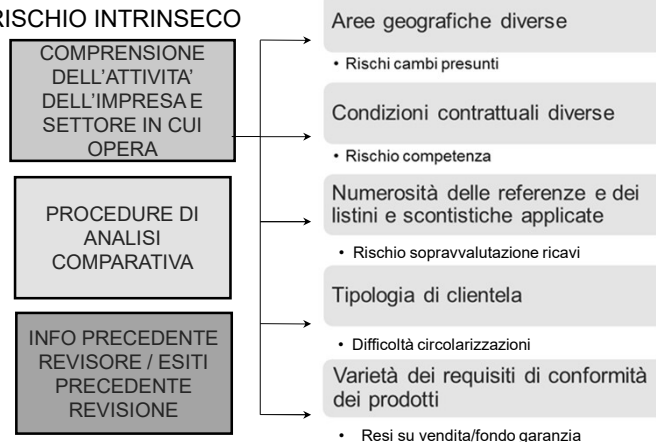 RISCHIO INTRINSECO
COMPRENSIONE
DELL'ATTIVITA'
DELL'IMPRESA E
SETTORE IN CUI
OPERA
PROCEDURE DI
ANALISI
COMPARATIVA
INFO PRECEDENTE
REVISORE / ESITI
PRECEDENTE
REVISIONE
Aree geografiche diverse
• Rischi cambi presunti
Condizioni contrattuali diverse
• Rischio competenza
Numerosità delle referenze e dei
listini e scontistiche applicate
• Rischio sopravvalutazione ricavi
Tipologia di clientela
• Difficoltà circolarizzazioni
Varietà dei requisiti di conformità
dei prodotti
• Resi su vendita/fondo garanzia